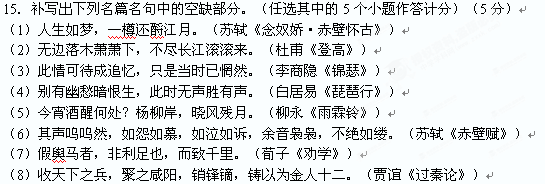 15. 补写出下列名篇名句中的空缺部分。（任选其中的 5 个小题作答计分）（5 分）
（1）人生如梦，一樽还酹江月。（苏轼《念奴娇·赤壁怀古》）
（2）无边落木萧萧下，不尽长江滚滚来。（杜甫《登高》）
（3）此情可待成追忆，只是当时已惘然。（李商隐《锦瑟》）
（4）别有幽愁暗恨生，此时无声胜有声。（白居易《琵琶行》）
（5）今宵酒醒何处？杨柳岸，晓风残月。（柳永《雨霖铃》）
（6）其声呜呜然，如怨如慕，如泣如诉，余音袅袅，不绝如缕。（苏轼《赤壁赋》）
（7）假舆马者，非利足也，而致千里。（荀子《劝学》）
（8）收天下之兵，聚之咸阳，销锋镝，铸以为金人十二。（贾谊《过秦论》）